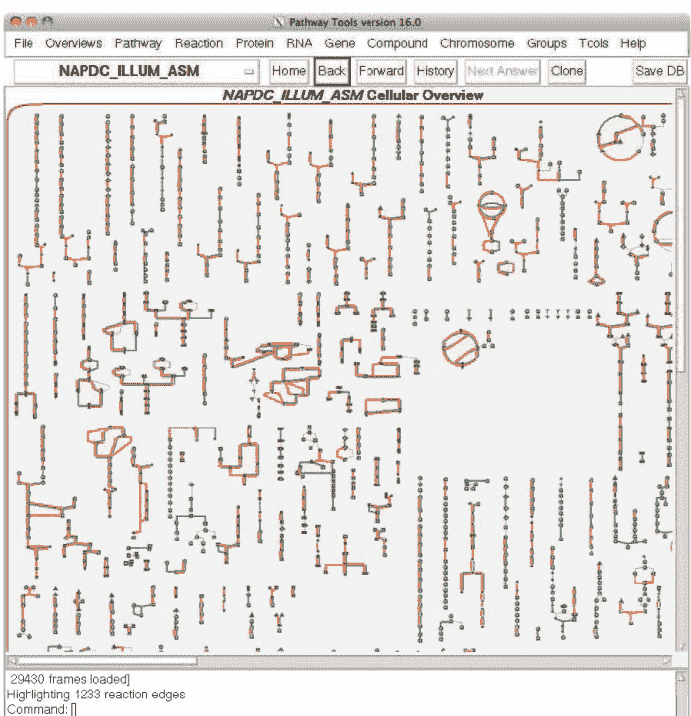 Pathway Tools version 16.0
File Overviews Pathway Reaction Protein RNA Gene Compound Chromosome Groups Tools Help
NAPDC_ILLUM_ASM Home Back Forward History Next Answer Clone Save DB
NAPDC_ILLUM_ASM Cellular Overview
29430 frames loaded]
Highlighting 1233 reaction edges
Command: []